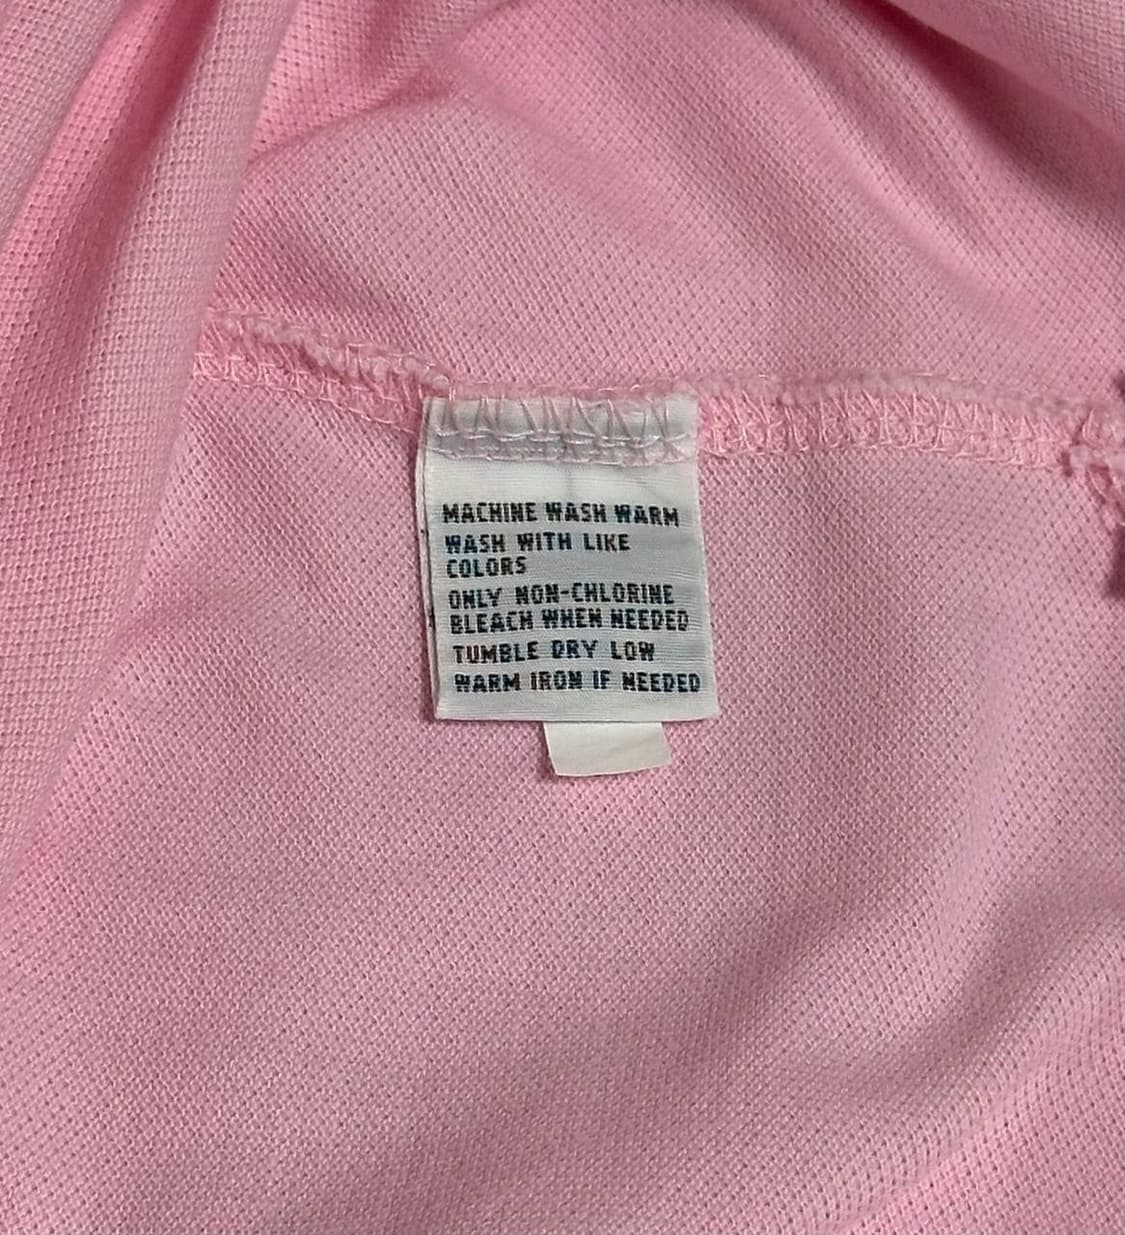 MACHINE WASH WARM
WASH WITH LIKE
COLORS
ONLY NON-CHLORINE
BLEACH WHEN NEEDED
TUMBLE DRY LOW
WARM IRON IF NEEDED